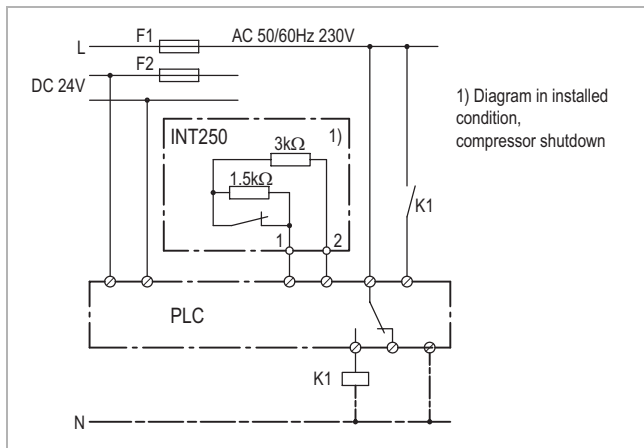 L
F1
AC 50/60Hz 230V
F2
DC 24V
INT250
1)
3kΩ
1.5kΩ
1
2
K1
1) Diagram in installed
condition,
compressor shutdown
PLC
K1
N